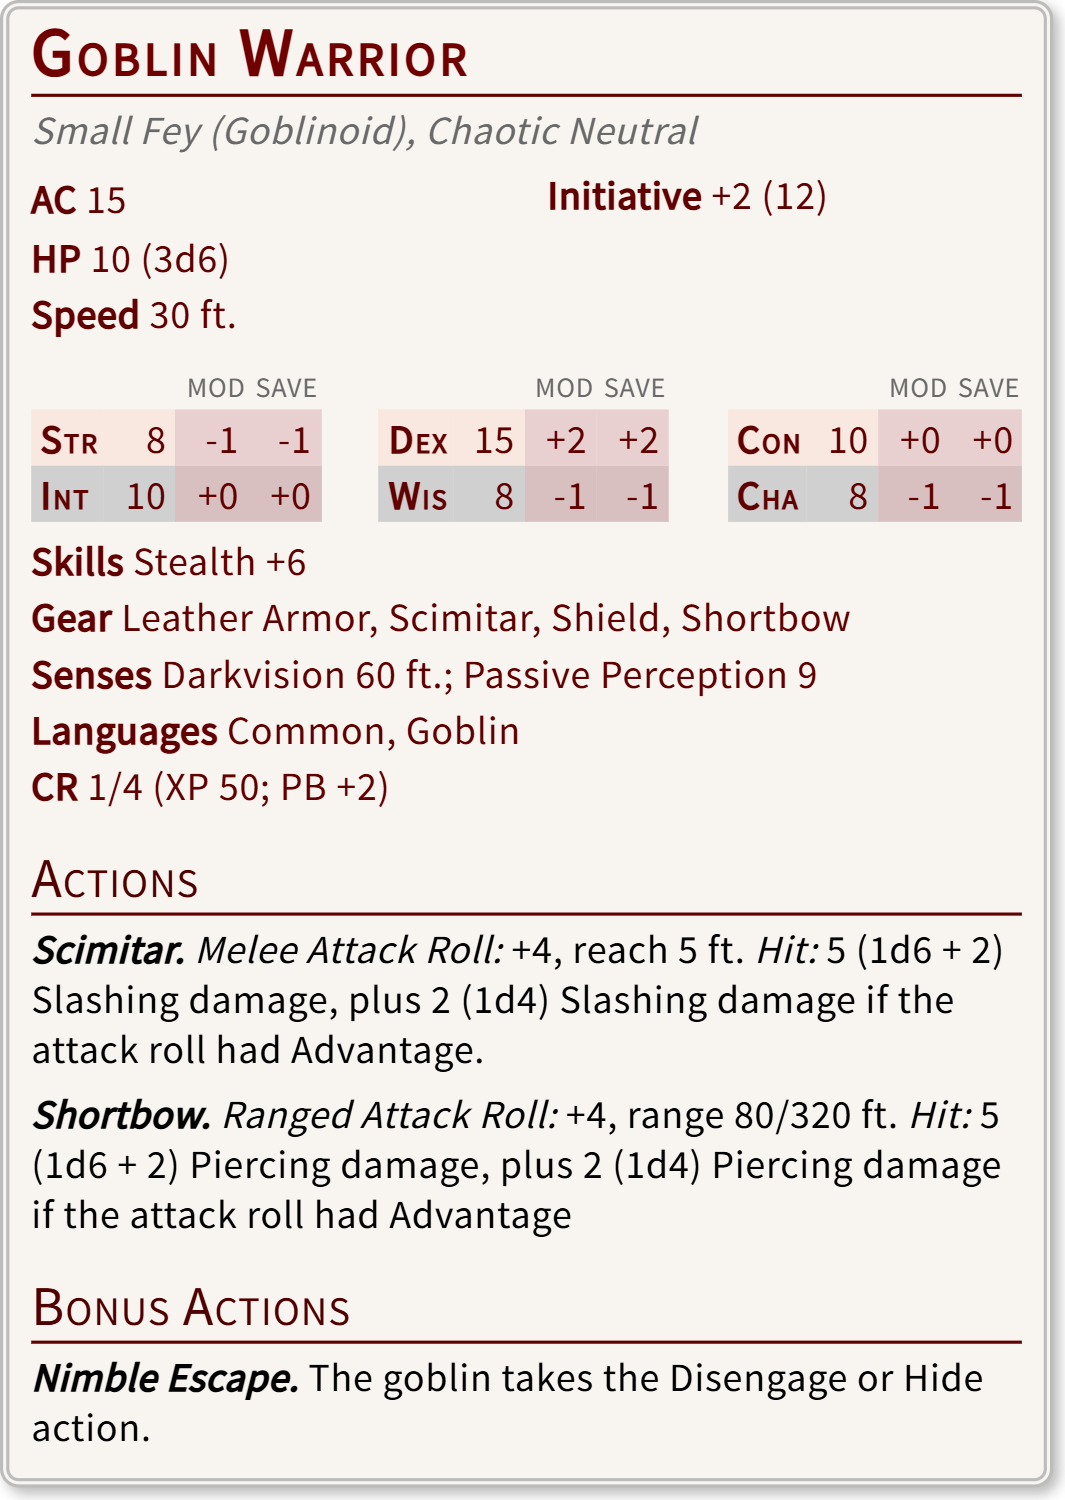 Goblin Warrior
Small Fey (Goblinoid), Chaotic Neutral
AC 15 Initiative +2 (12)
HP 10 (3d6)
Speed 30 ft.
MOD SAVE MOD SAVE MOD SAVE
Str 8 -1 -1 Dex 15 +2 +2 Con 10 +0 +0
Int 10 +0 +0 Wis 8 -1 -1 Cha 8 -1 -1
Skills Stealth +6
Gear Leather Armor, Scimitar, Shield, Shortbow
Senses Darkvision 60 ft.; Passive Perception 9
Languages Common, Goblin
CR 1/4 (XP 50; PB +2)
Actions
Scimitar. Melee Attack Roll: +4, reach 5 ft. Hit: 5 (1d6 + 2)
Slashing damage, plus 2 (1d4) Slashing damage if the
attack roll had Advantage.
Shortbow. Ranged Attack Roll: +4, range 80/320 ft. Hit: 5
(1d6 + 2) Piercing damage, plus 2 (1d4) Piercing damage
if the attack roll had Advantage
Bonus Actions
Nimble Escape. The goblin takes the Disengage or Hide
action.